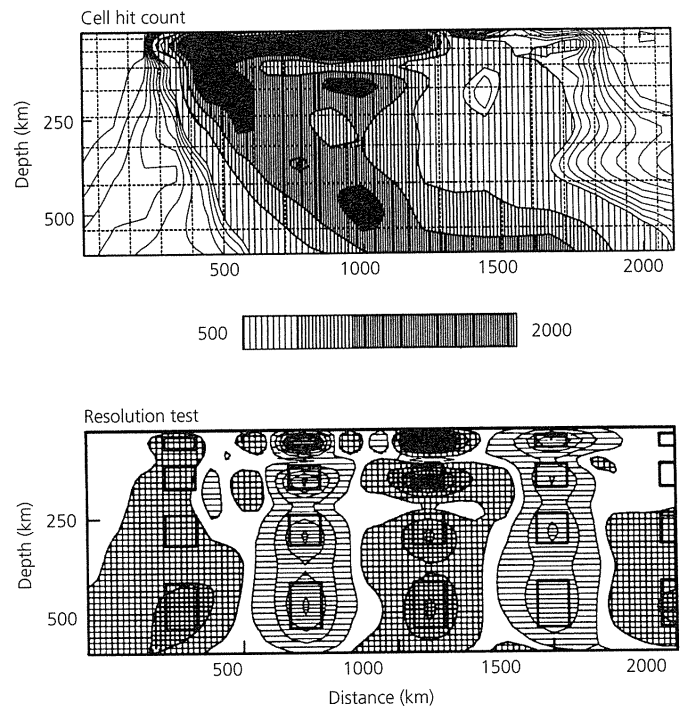 Cell hit count
Depth (km)
250
500
500 1000 1500 2000
500 2000
Resolution test
Depth (km)
250
500
500 1000 1500 2000
Distance (km)